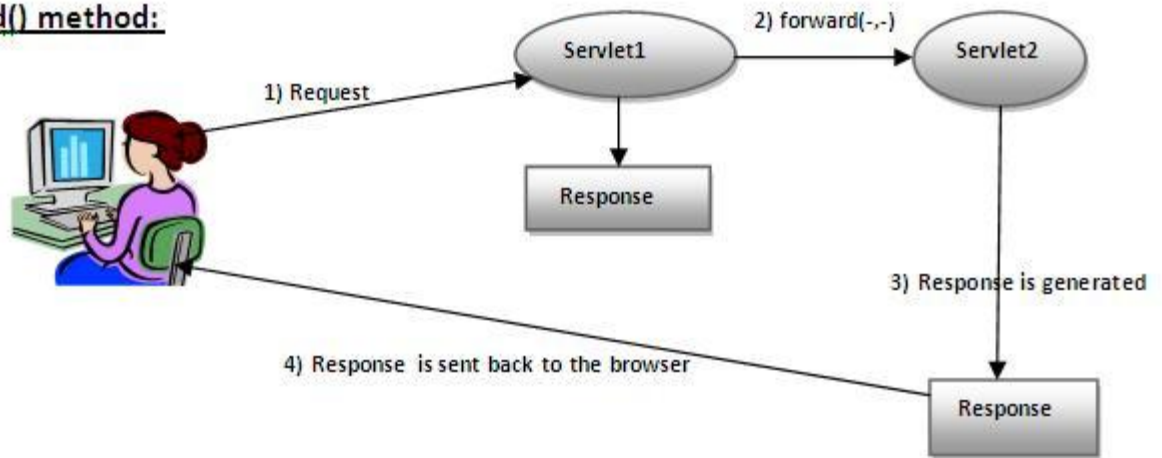 d() method:
2) forward(-,-)
Servlet1
Servlet2
1) Request
Response
3) Response is generated
4) Response is sent back to the browser
Response